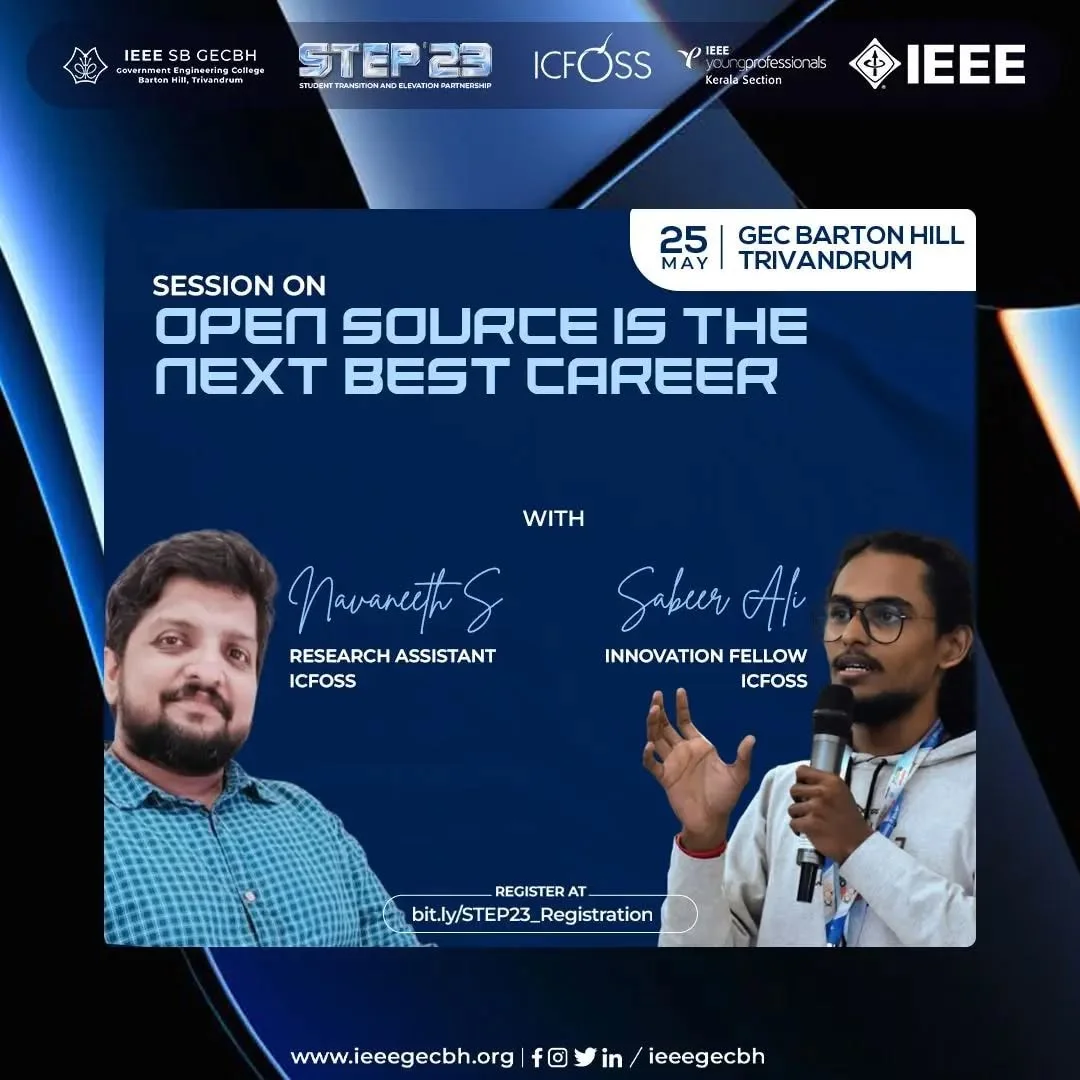 IEEE SB GECBH
Government Engineering College
Barton Hill, Trivandrum
STEP'23
STUDENT TRANSITION AND ELEVATION PARTNERSHIP
ICFOSS
IEEE
youngprofessionals
Kerala Section
IEEE
25
MAY
GEC BARTON HILL
TRIVANDRUM
SESSION ON
OPEN SOURCE IS THE
NEXT BEST CAREER
WITH
Navaneeth S
RESEARCH ASSISTANT
ICFOSS
Sabeer Ali
INNOVATION FELLOW
ICFOSS
REGISTER AT
bit.ly/STEP23_Registration
www.ieeegecbh.org | / ieeegecbh